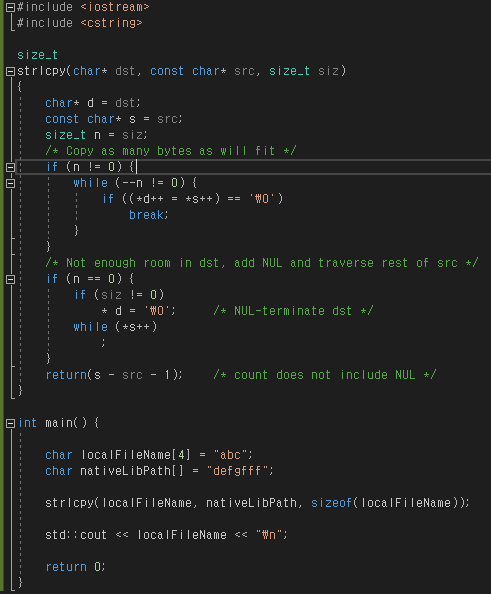 #include <iostream>
#include <cstring>
size_t
strlcpy(char* dst, const char* src, size_t siz)
{
char* d = dst;
const char* s = src;
size_t n = siz;
/* Copy as many bytes as will fit */
if (n != 0) {
while (--n != 0) {
if ((*d++ = *s++) == '₩0')
break;
}
}
/* Not enough room in dst, add NUL and traverse rest of src */
if (n == 0) {
if (siz != 0)
* d = '₩0'; /* NUL-terminate dst */
while (*s++)
;
}
return(s - src - 1); /* count does not include NUL */
}
int main() {
char localFileName[4] = "abc";
char nativeLibPath[] = "defgfff";
strlcpy(localFileName, nativeLibPath, sizeof(localFileName));
std::cout << localFileName << "₩n";
return 0;
}